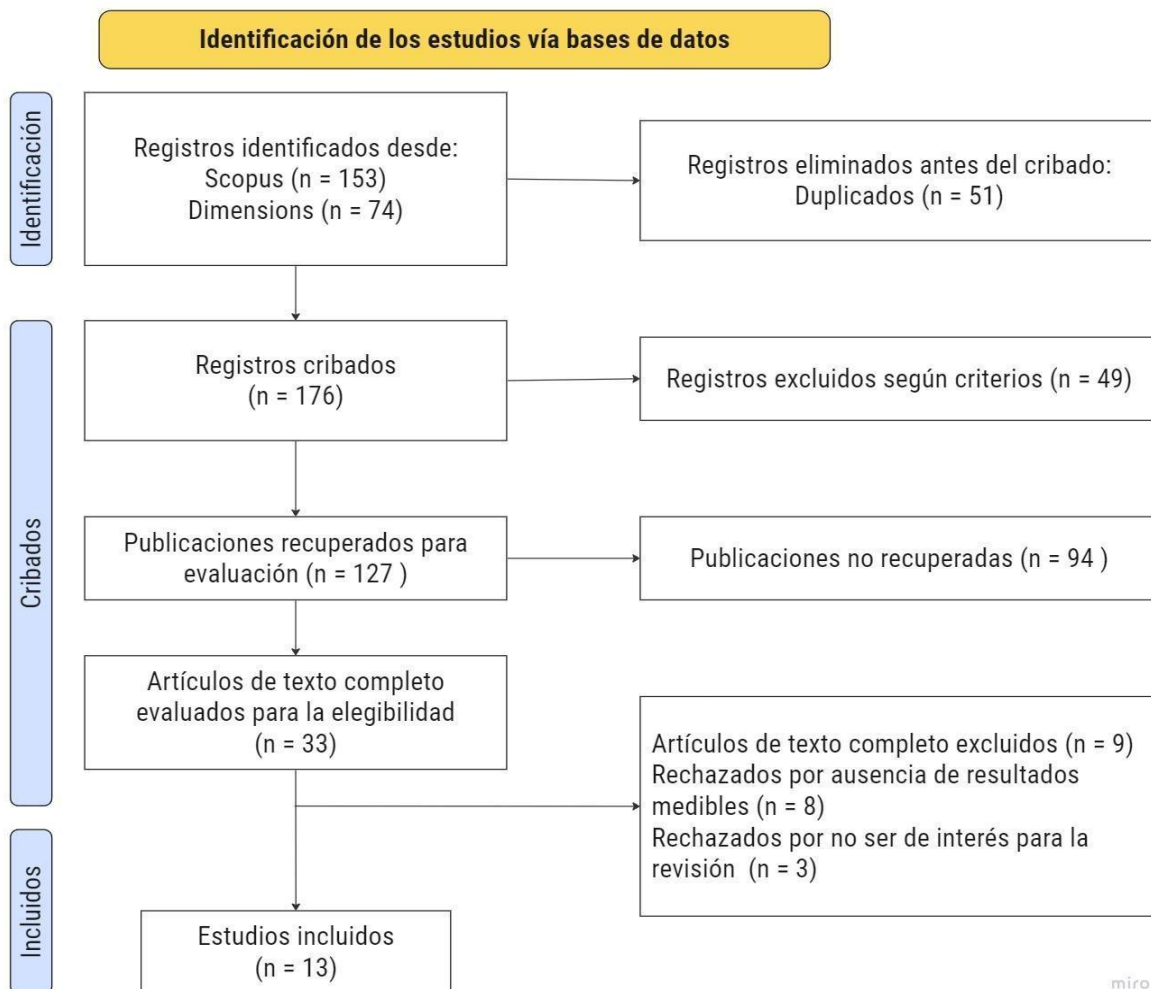 Identificación de los estudios vía bases de datos
Identificación
Registros identificados desde:
Scopus (n = 153)
Dimensions (n = 74)
Registros eliminados antes del cribado:
Duplicados (n = 51)
Cribados
Registros cribados
(n = 176)
Registros excluidos según criterios (n = 49)
Publicaciones recuperados para
evaluación (n = 127 )
Publicaciones no recuperadas (n = 94 )
Artículos de texto completo
evaluados para la elegibilidad
(n = 33)
Artículos de texto completo excluidos (n = 9)
Rechazados por ausencia de resultados
medibles (n = 8)
Rechazados por no ser de interés para la
revisión  (n = 3)
Incluidos
Estudios incluidos
(n = 13)
miro